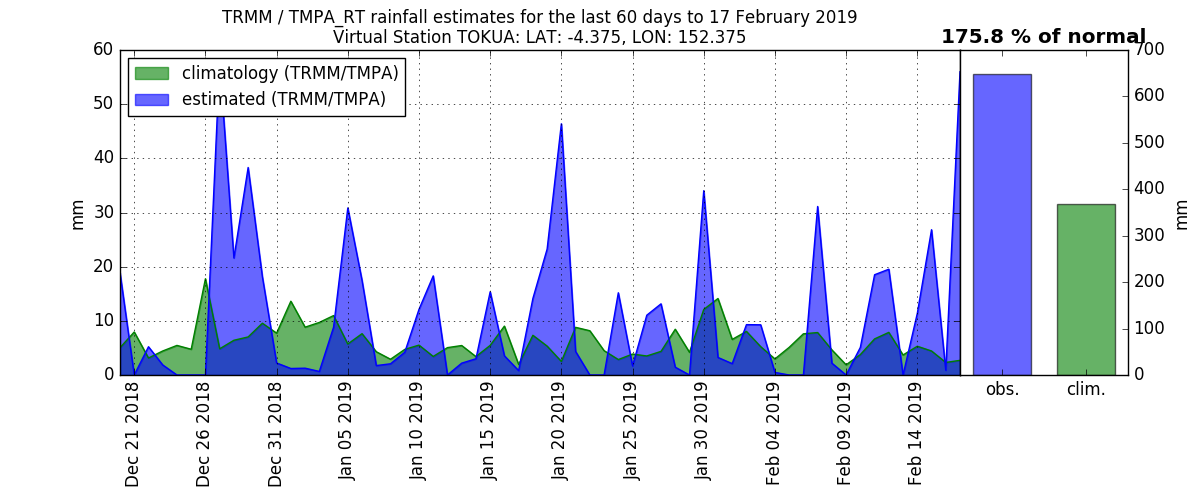 TRMM / TMPA_RT rainfall estimates for the last 60 days to 17 February 2019
Virtual Station TOKUA: LAT: -4.375, LON: 152.375
175.8 % of normal
climatology (TRMM/TMPA)
estimated (TRMM/TMPA)
60
50
40
30
20
10
0
mm
Dec 21 2018
Dec 26 2018
Dec 31 2018
Jan 05 2019
Jan 10 2019
Jan 15 2019
Jan 20 2019
Jan 25 2019
Jan 30 2019
Feb 04 2019
Feb 09 2019
Feb 14 2019
obs.
clim.
700
600
500
400
300
200
100
0
mm